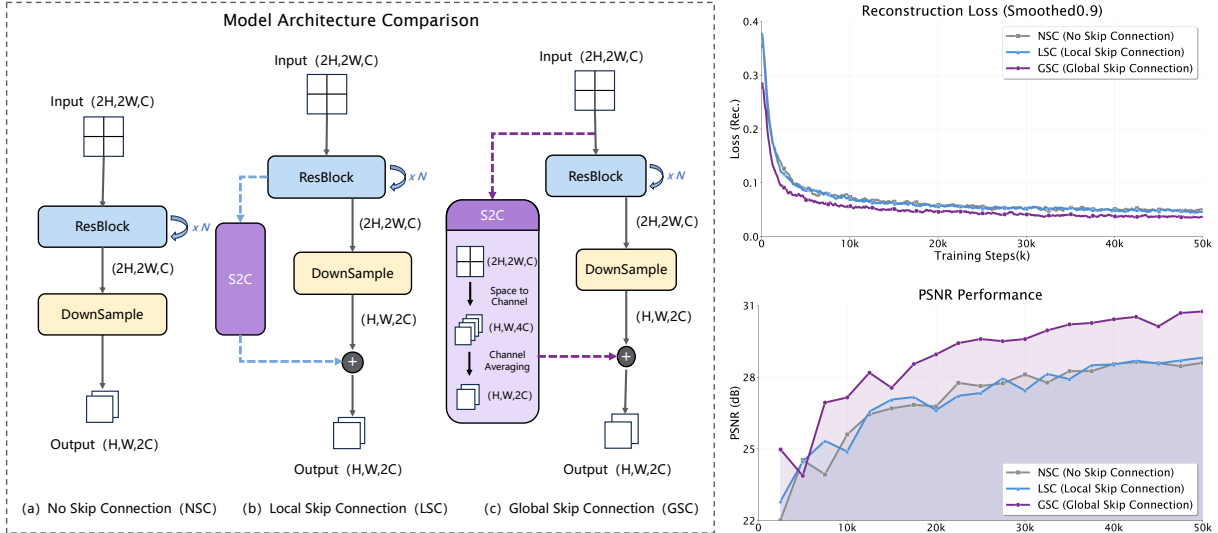 Model Architecture Comparison
Input (2H,2W,C)
ResBlock
x N
(2H,2W,C)
DownSample
Output (H,W,2C)
(a) No Skip Connection (NSC)
Input (2H,2W,C)
ResBlock
x N
(2H,2W,C)
S2C
DownSample
(H,W,2C)
+
Output (H,W,2C)
(b) Local Skip Connection (LSC)
Input (2H,2W,C)
ResBlock
x N
(2H,2W,C)
S2C
(2H,2W,C)
Space to
Channel
(H,W,4C)
Channel
Averaging
(H,W,2C)
DownSample
(H,W,2C)
+
Output (H,W,2C)
(c) Global Skip Connection (GSC)
Reconstruction Loss (Smoothed0.9)
NSC (No Skip Connection)
LSC (Local Skip Connection)
GSC (Global Skip Connection)
Loss (Rec.)
0.4
0.3
0.2
0.1
0.0
0
10k
20k
30k
40k
50k
Training Steps(k)
PSNR Performance
PSNR (dB)
31
28
25
22
NSC (No Skip Connection)
LSC (Local Skip Connection)
GSC (Global Skip Connection)
0
10k
20k
30k
40k
50k